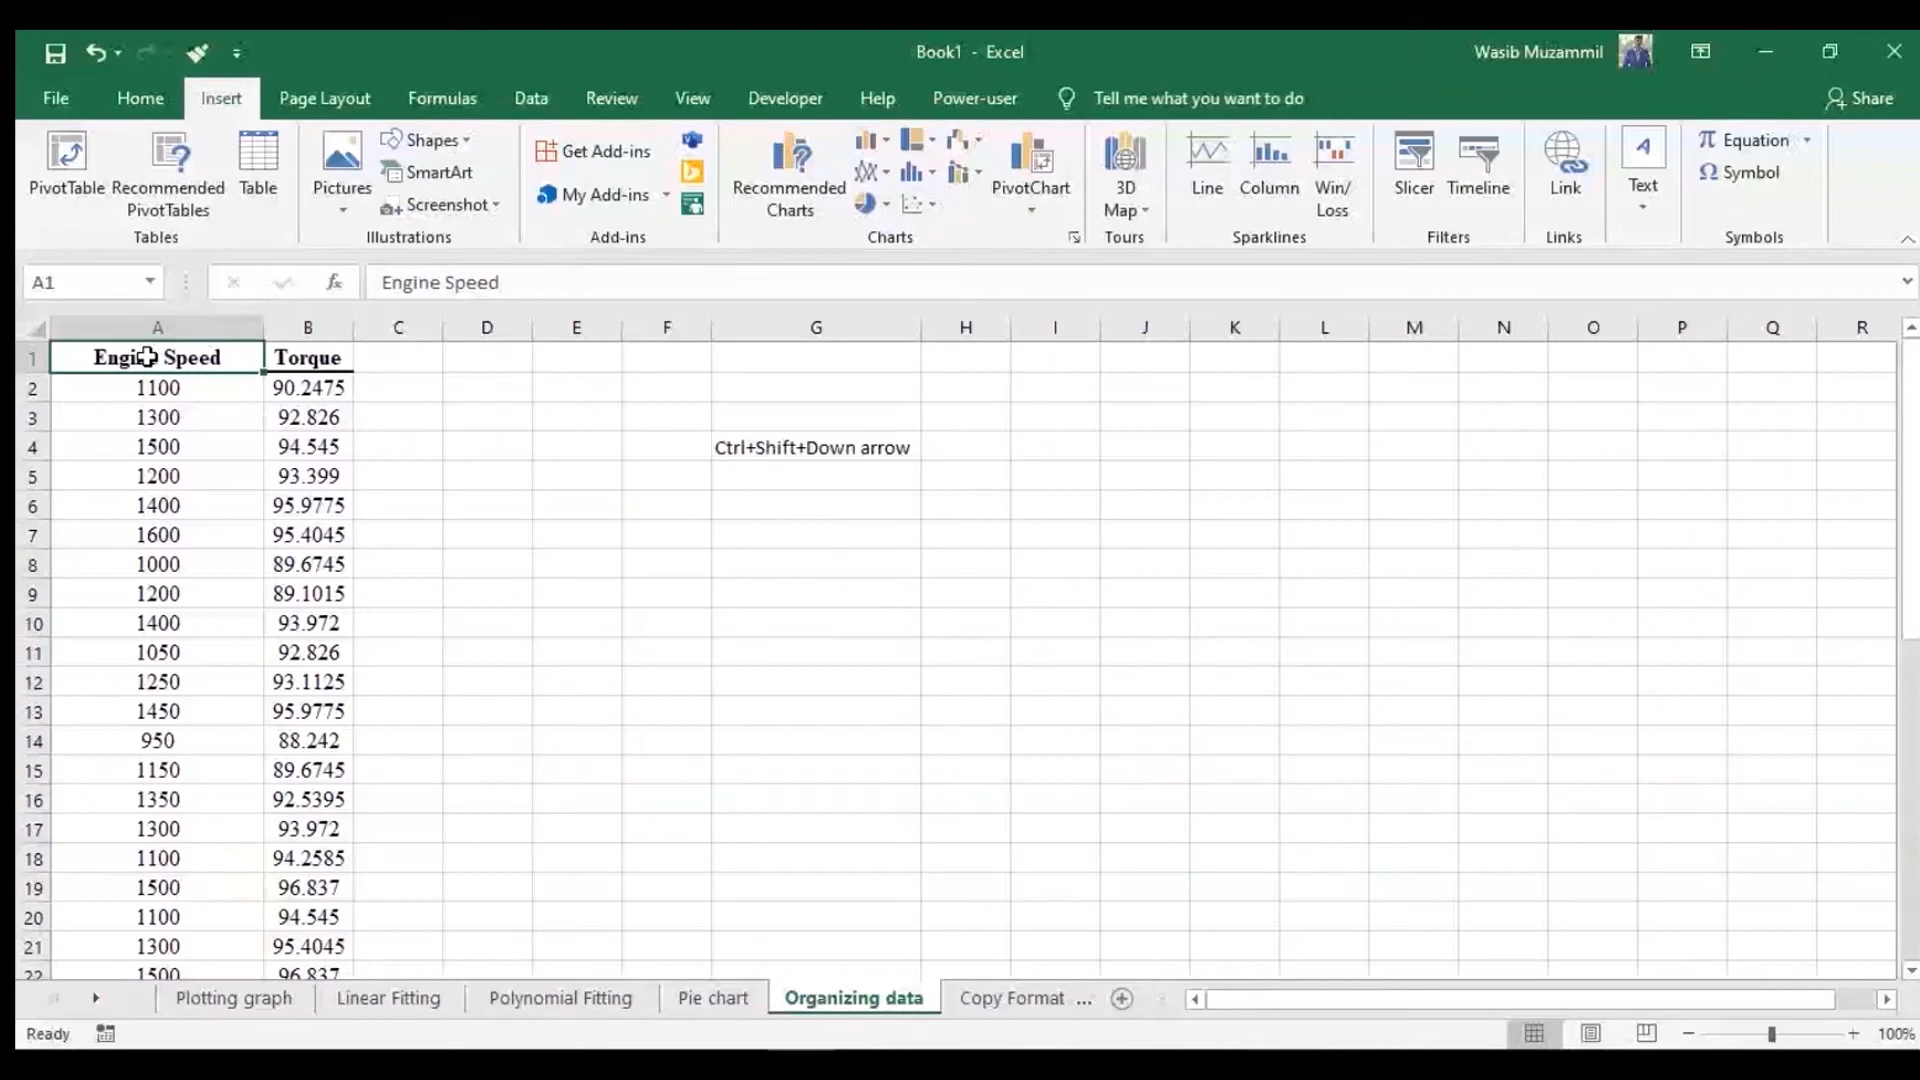 Book1 - Excel
Wasib Muzammil
File Home Insert Page Layout Formulas Data Review View Developer Help Power-user Tell me what you want to do Share
PivotTable
Recommended
PivotTables
Table
Tables
Pictures
Shapes
SmartArt
Screenshot
Illustrations
Get Add-ins
My Add-ins
Add-ins
Recommended
Charts
PivotChart
Charts
3D
Map
Tours
Line
Column
Win/
Loss
Sparklines
Slicer
Timeline
Filters
Link
Links
A
Text
π Equation
Ω Symbol
Symbols
A1
fx
Engine Speed
A B C D E F G H I J K L M N O P Q R
1 Engine Speed Torque
2 1100 90.2475
3 1300 92.826
4 1500 94.545 Ctrl+Shift+Down arrow
5 1200 93.399
6 1400 95.9775
7 1600 95.4045
8 1000 89.6745
9 1200 89.1015
10 1400 93.972
11 1050 92.826
12 1250 93.1125
13 1450 95.9775
14 950 88.242
15 1150 89.6745
16 1350 92.5395
17 1300 93.972
18 1100 94.2585
19 1500 96.837
20 1100 94.545
21 1300 95.4045
22 1500 96.837
Plotting graph Linear Fitting Polynomial Fitting Pie chart Organizing data Copy Format ...
Ready
100%